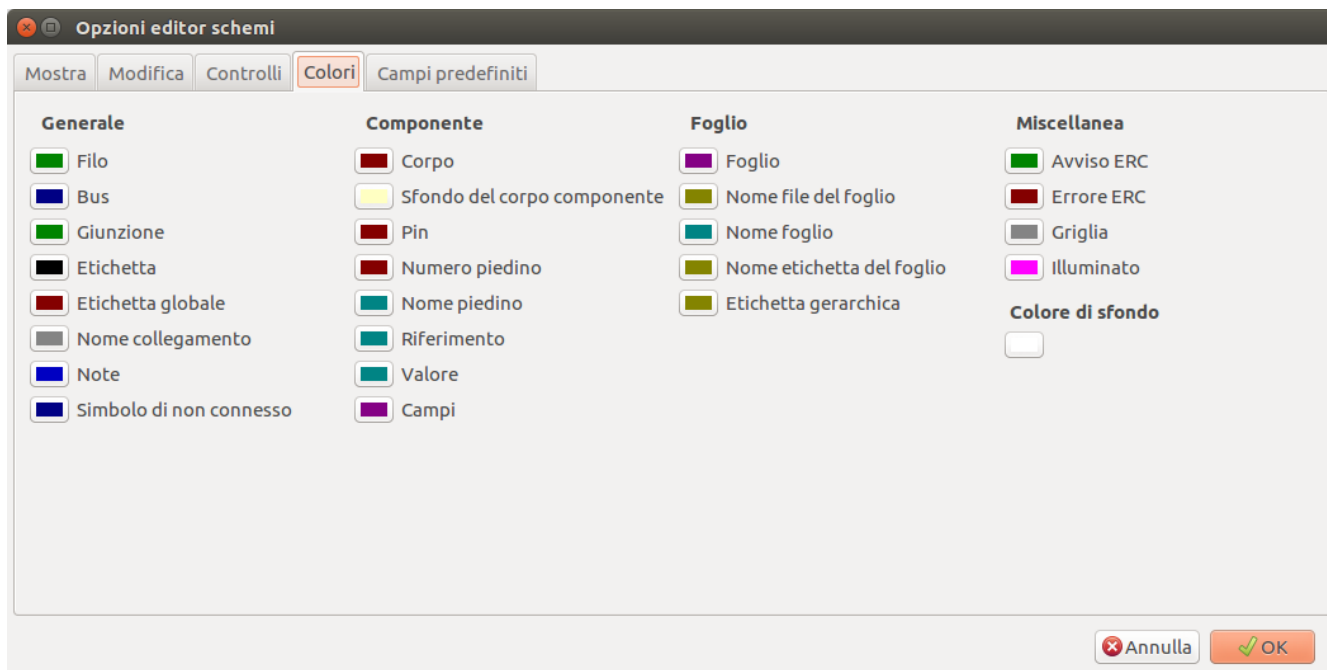 Opzioni editor schemi
Mostra Modifica Controlli Colori Campi predefiniti
Generale
Filo
Bus
Giunzione
Etichetta
Etichetta globale
Nome collegamento
Note
Simbolo di non connesso
Componente
Corpo
Sfondo del corpo componente
Pin
Numero piedino
Nome piedino
Riferimento
Valore
Campi
Foglio
Foglio
Nome file del foglio
Nome foglio
Nome etichetta del foglio
Etichetta gerarchica
Miscellanea
Avviso ERC
Errore ERC
Griglia
Illuminato
Colore di sfondo
Annulla OK